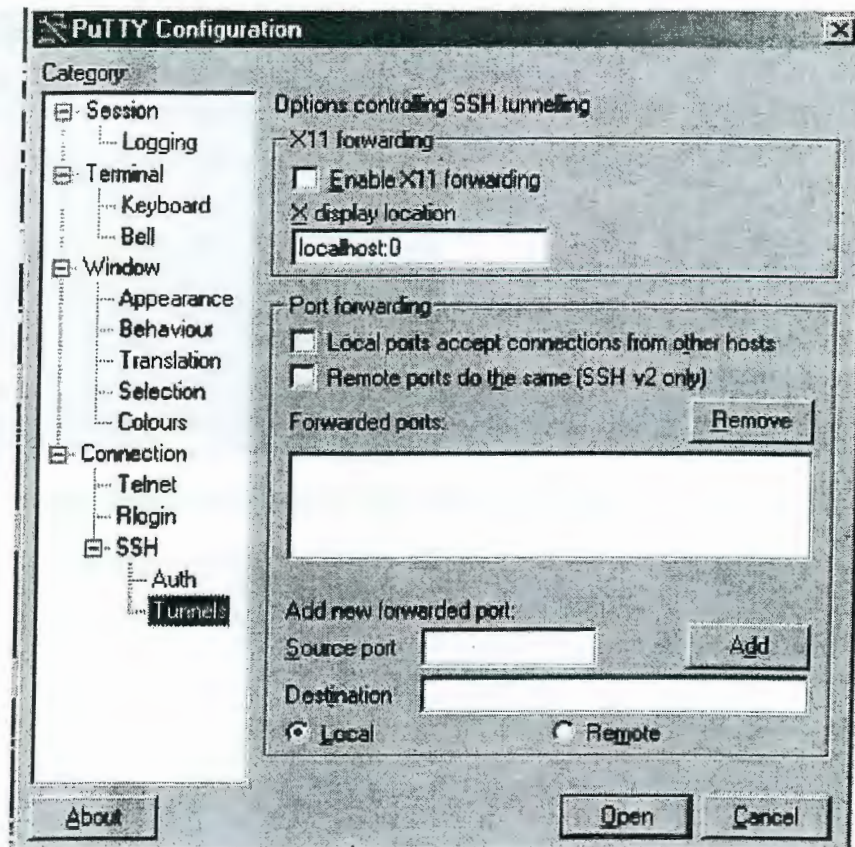 PuTTY Configuration
Category:
Session
Logging
Terminal
Keyboard
Bell
Window
Appearance
Behaviour
Translation
Selection
Colours
Connection
Telnet
Rlogin
SSH
Auth
Tunnels
Options controlling SSH tunnelling
X11 forwarding
Enable X11 forwarding
X display location
localhost:0
Port forwarding
Local ports accept connections from other hosts
Remote ports do the same (SSH v2 only)
Forwarded ports:
Remove
Add new forwarded port:
Source port
Add
Destination
Local
Remote
About
Open
Cancel